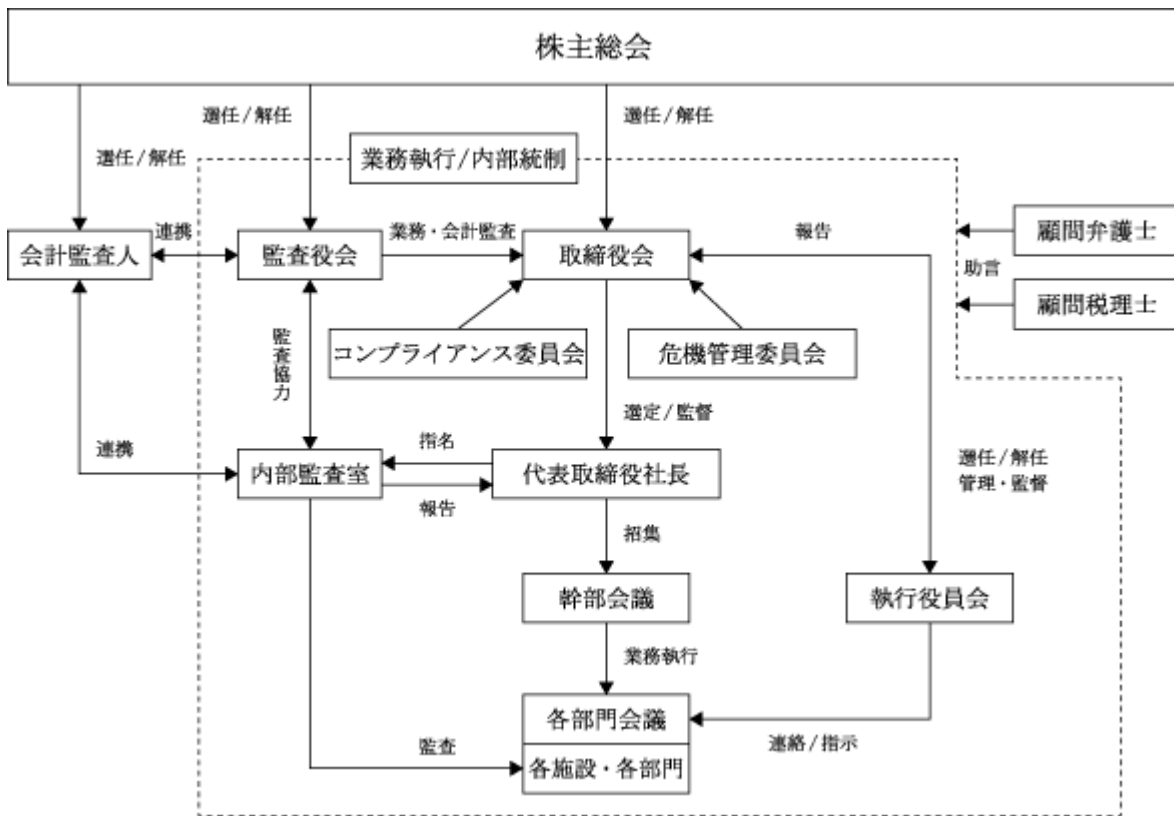 株主総会
選任/解任
選任/解任
選任/解任
業務執行/内部統制
会計監査人
連携
監査役会
業務・会計監査
取締役会
報告
顧問弁護士
助言
顧問税理士
監査協力
コンプライアンス委員会
危機管理委員会
選定/監督
連携
内部監査室
指名
報告
代表取締役社長
選任/解任
管理・監督
招集
幹部会議
執行役員会
業務執行
各部門会議
連絡/指示
監査
各施設・各部門